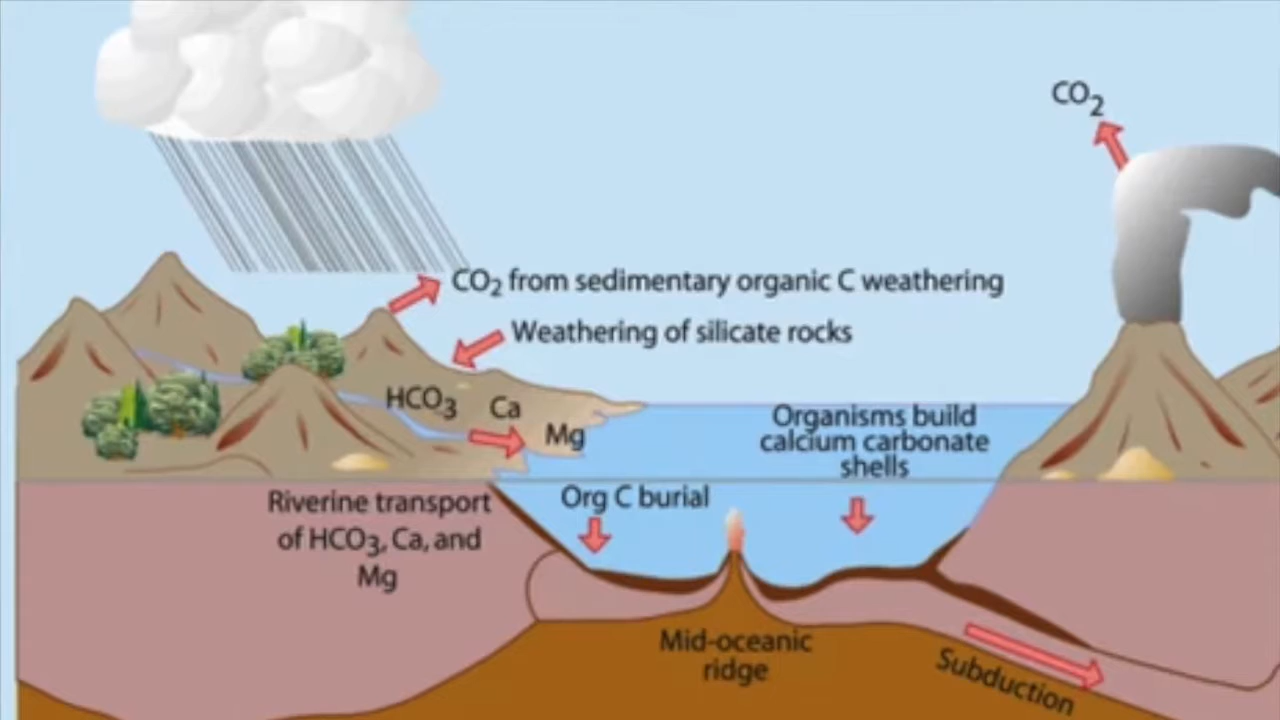 CO₂
CO₂ from sedimentary organic C weathering
Weathering of silicate rocks
HCO₃
Ca
Mg
Organisms build
calcium carbonate
shells
Riverine transport
of HCO₃, Ca, and
Mg
Org C burial
Mid-oceanic
ridge
Subduction